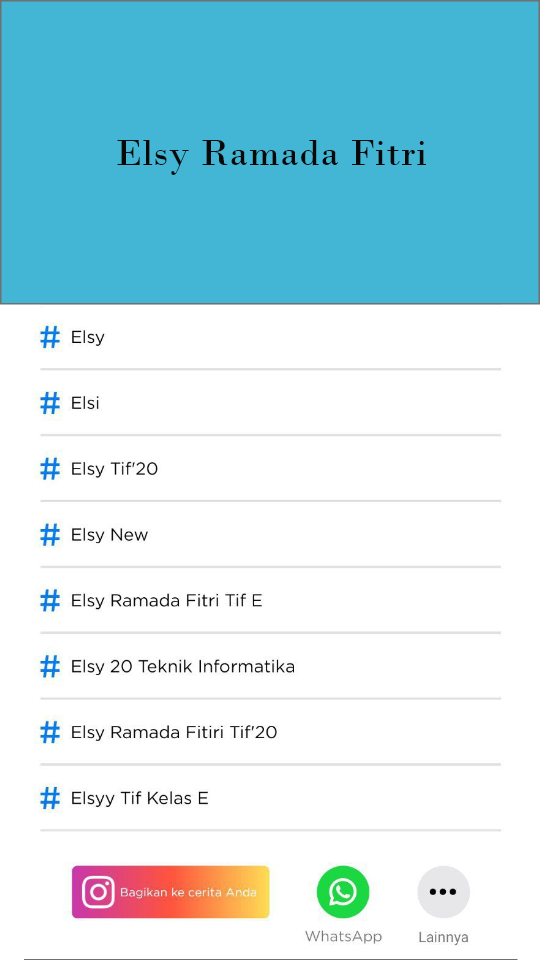 Elsy Ramada Fitri
# Elsy
# Elsi
# Elsy Tif'20
# Elsy New
# Elsy Ramada Fitri Tif E
# Elsy 20 Teknik Informatika
# Elsy Ramada Fitiri Tif'20
# Elsyy Tif Kelas E
Bagikan ke cerita Anda
WhatsApp
Lainnya